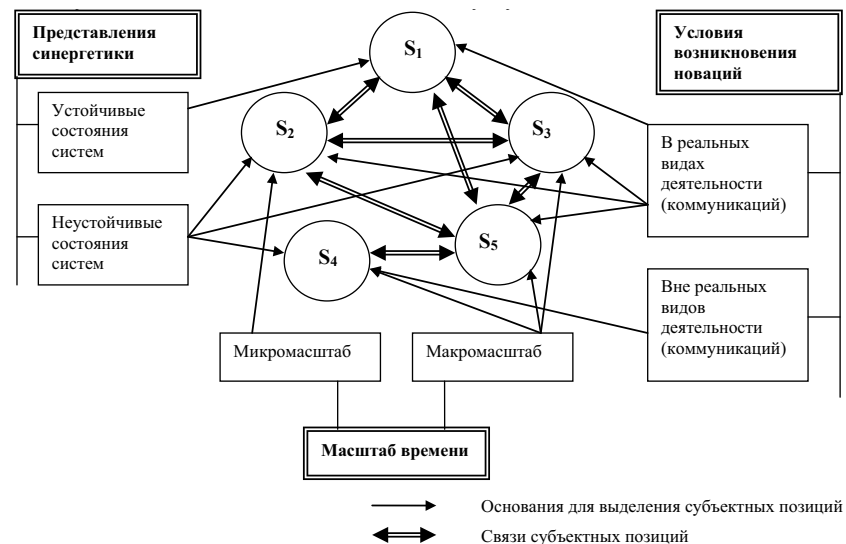 Представления
синергетики
Условия
возникновения
новаций
S₁
Устойчивые
состояния
систем
S₂
S₃
В реальных
видах
деятельности
(коммуникаций)
Неустойчивые
состояния
систем
S₄
S₅
Вне реальных
видов
деятельности
(коммуникаций)
Микромасштаб
Макромасштаб
Масштаб времени
Основания для выделения субъектных позиций
Связи субъектных позиций